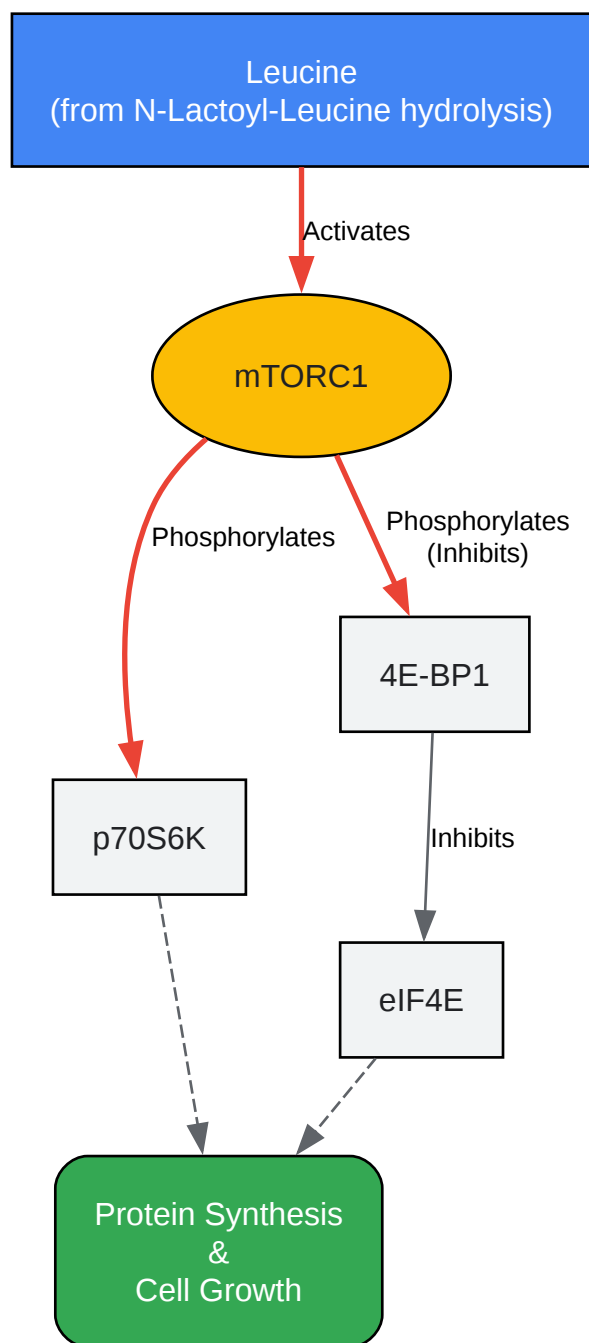 Leucine
(from N-Lactoyl-Leucine hydrolysis)
Activates
mTORC1
Phosphorylates
Phosphorylates
(Inhibits)
4E-BP1
p70S6K
Inhibits
eIF4E
Protein Synthesis
&
Cell Growth